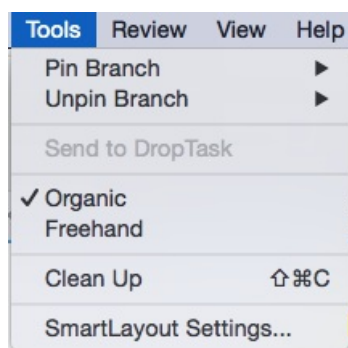 Tools Review View Help
Pin Branch ▶
Unpin Branch ▶
Send to DropTask
✓ Organic
Freehand
Clean Up ⇧⌘C
SmartLayout Settings...